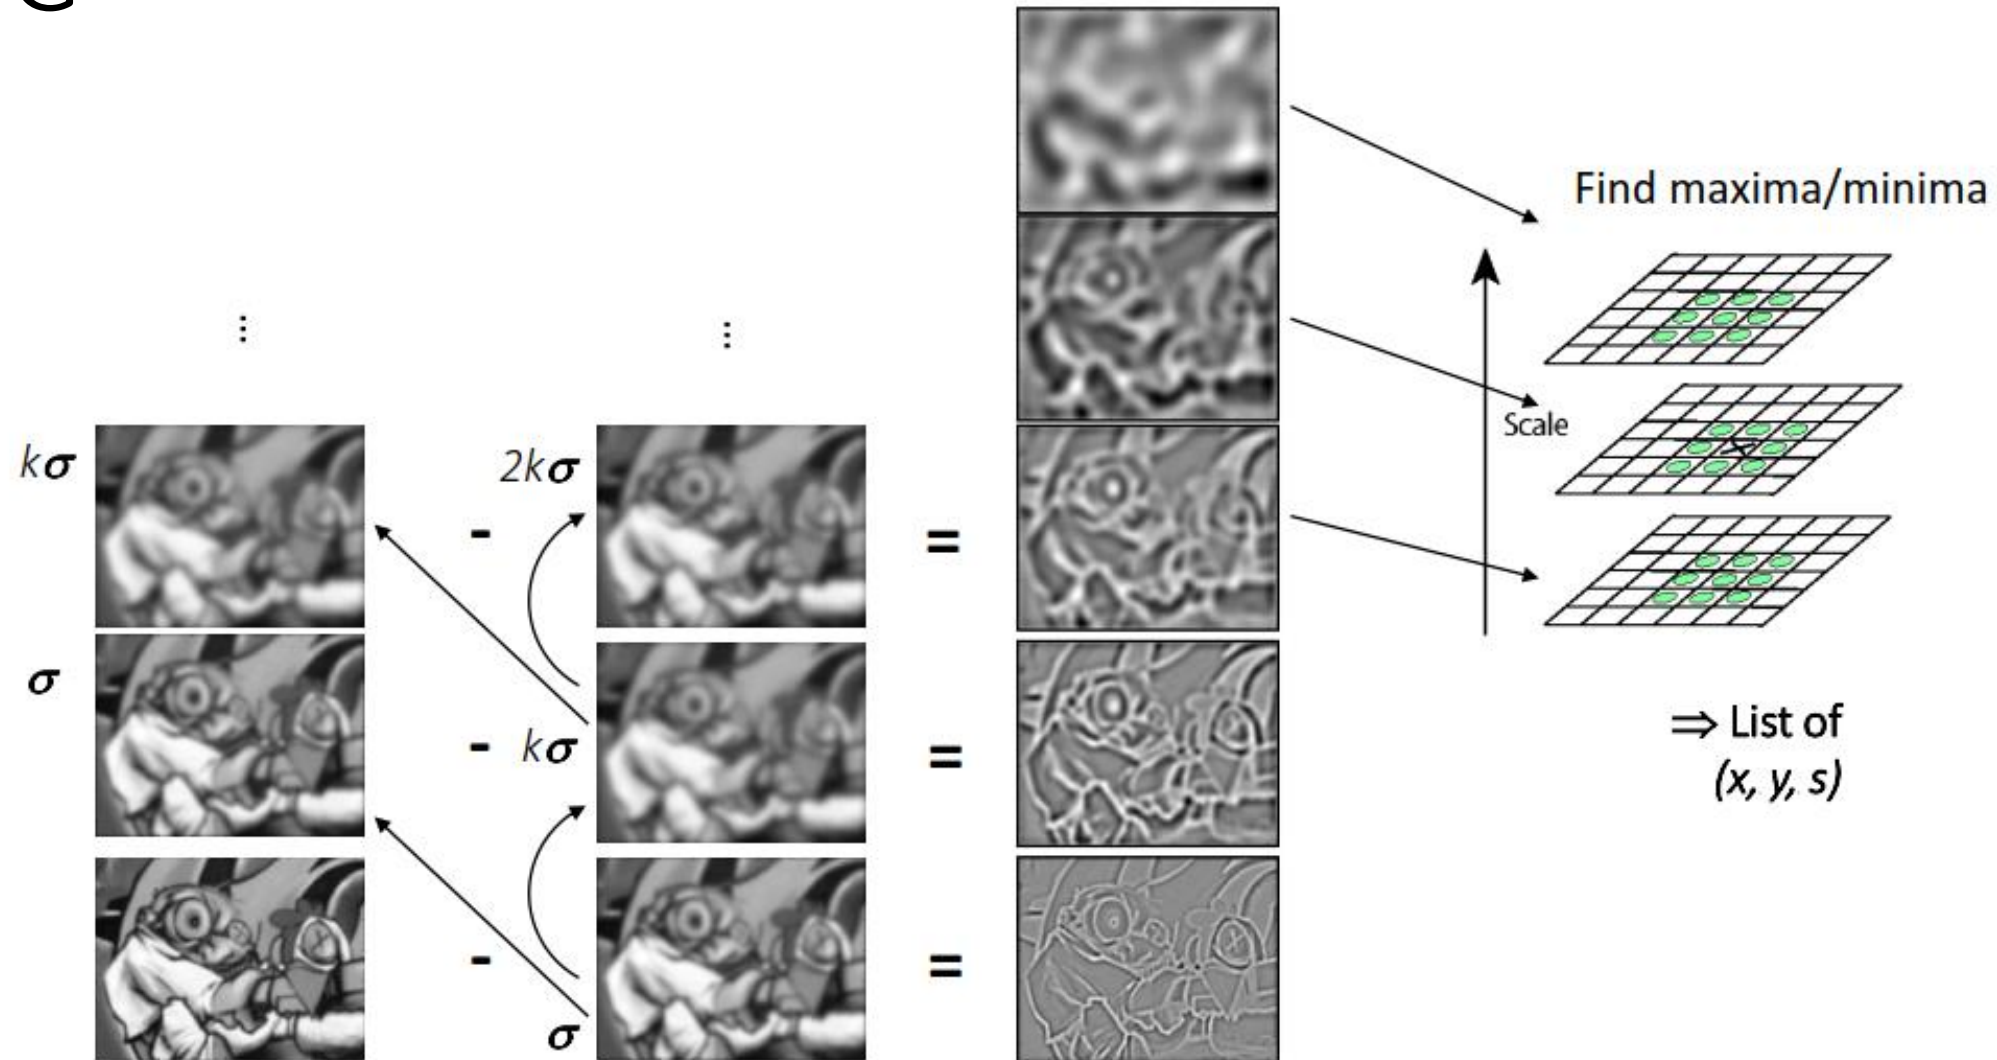 Find maxima/minima
⋮
⋮
kσ
2kσ
-
=
Scale
σ
- kσ
=
⇒ List of
(x, y, s)
-
=
σ